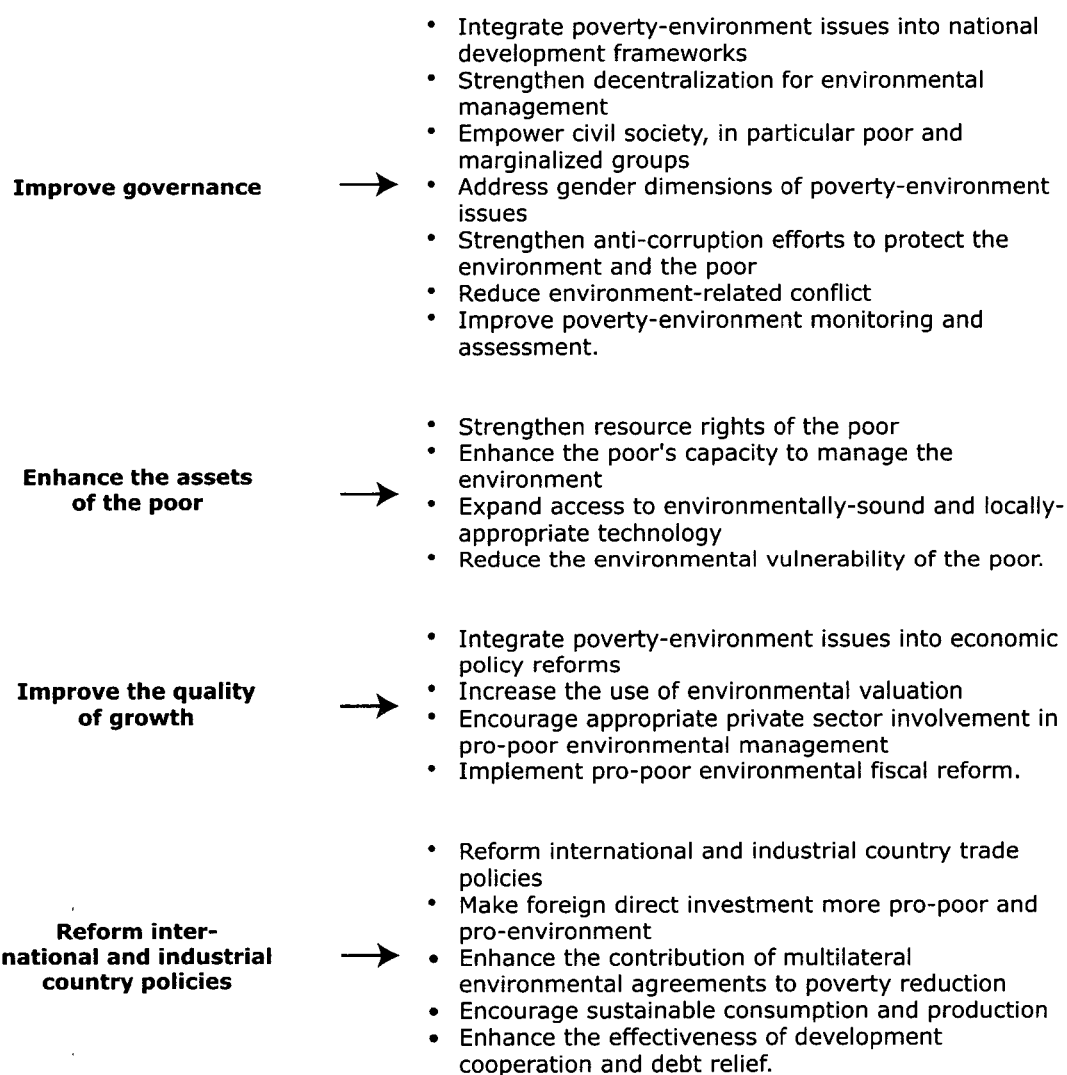 Improve governance
• Integrate poverty-environment issues into national
development frameworks
• Strengthen decentralization for environmental
management
• Empower civil society, in particular poor and
marginalized groups
• Address gender dimensions of poverty-environment
issues
• Strengthen anti-corruption efforts to protect the
environment and the poor
• Reduce environment-related conflict
• Improve poverty-environment monitoring and
assessment.
Enhance the assets
of the poor
• Strengthen resource rights of the poor
• Enhance the poor's capacity to manage the
environment
• Expand access to environmentally-sound and locally-
appropriate technology
• Reduce the environmental vulnerability of the poor.
Improve the quality
of growth
• Integrate poverty-environment issues into economic
policy reforms
• Increase the use of environmental valuation
• Encourage appropriate private sector involvement in
pro-poor environmental management
• Implement pro-poor environmental fiscal reform.
Reform inter-
national and industrial
country policies
• Reform international and industrial country trade
policies
• Make foreign direct investment more pro-poor and
pro-environment
• Enhance the contribution of multilateral
environmental agreements to poverty reduction
• Encourage sustainable consumption and production
• Enhance the effectiveness of development
cooperation and debt relief.